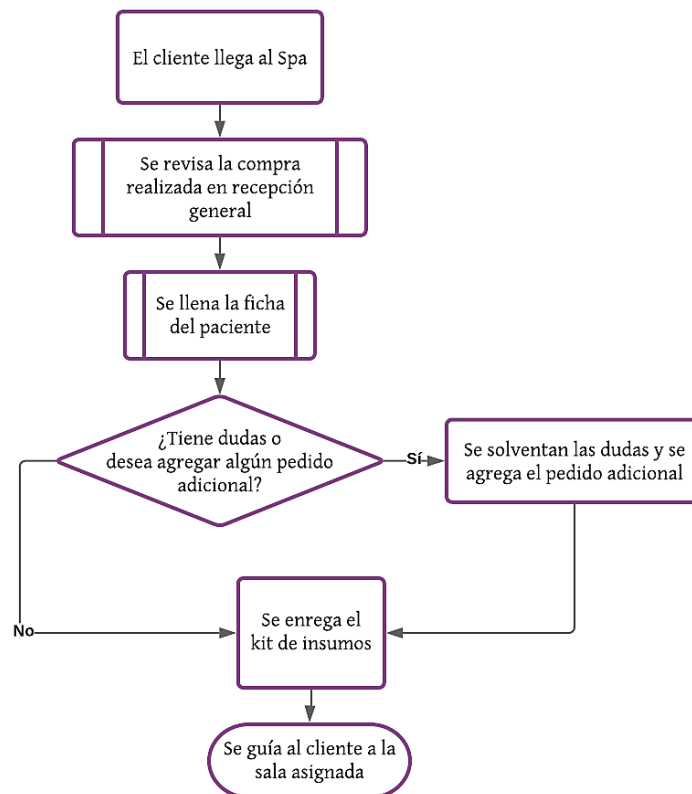 El cliente llega al Spa
Se revisa la compra
realizada en recepción
general
Se llena la ficha
del paciente
¿Tiene dudas o
desea agregar algún pedido
adicional?
Sí
Se solventan las dudas y se
agrega el pedido adicional
No
Se enrega el
kit de insumos
Se guía al cliente a la
sala asignada